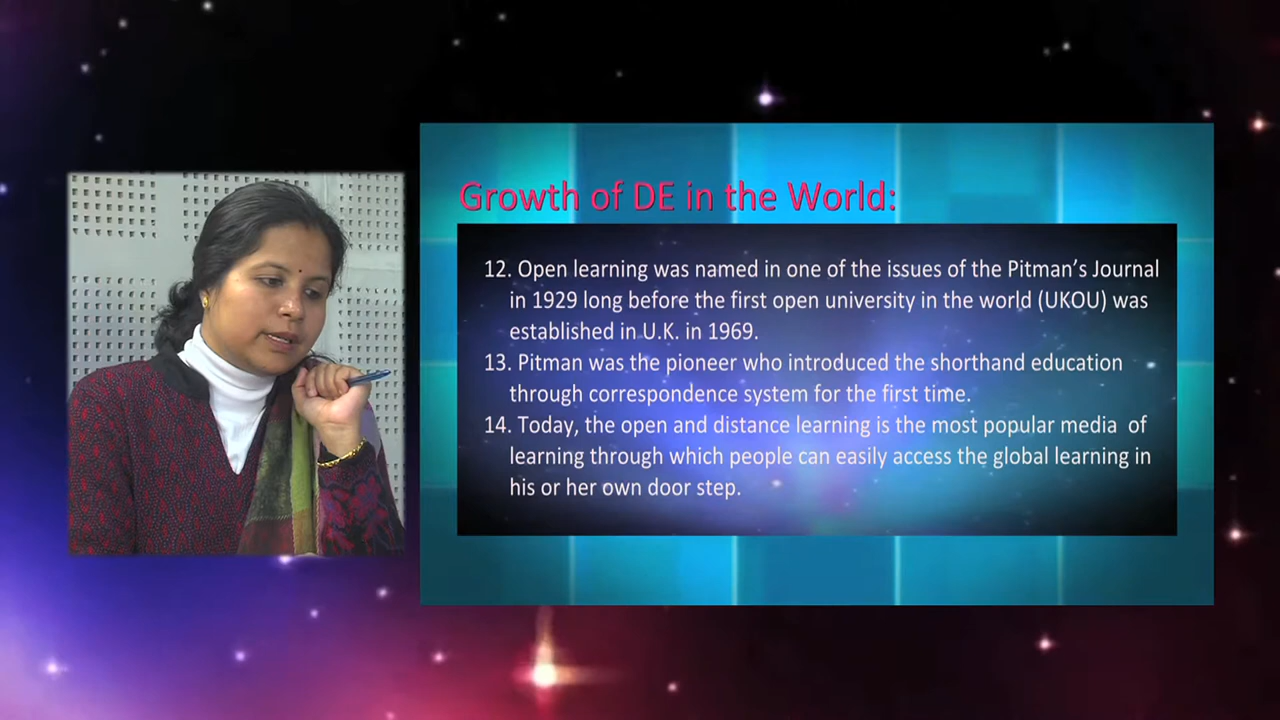 Growth of DE in the World:
12. Open learning was named in one of the issues of the Pitman's Journal
in 1929 long before the first open university in the world (UKOU) was
established in U.K. in 1969.
13. Pitman was the pioneer who introduced the shorthand education
through correspondence system for the first time.
14. Today, the open and distance learning is the most popular media of
learning through which people can easily access the global learning in
his or her own door step.